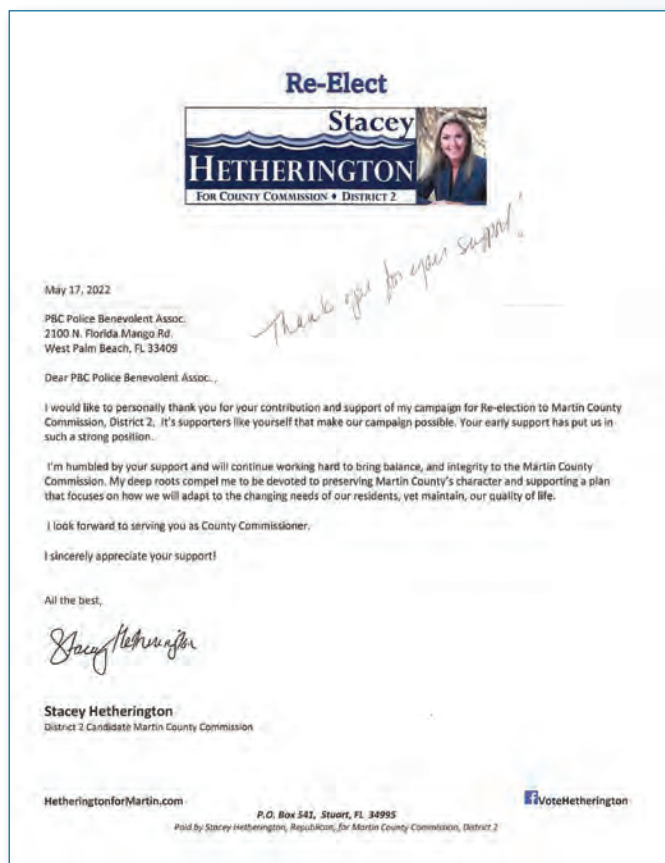 Re-Elect
Stacey
HETHERINGTON
FOR COUNTY COMMISSION ♦ DISTRICT 2
Thank you for your support!
May 17, 2022
PBC Police Benevolent Assoc.
2100 N. Florida Mango Rd.
West Palm Beach, FL 33409
Dear PBC Police Benevolent Assoc.,
I would like to personally thank you for your contribution and support of my campaign for Re-election to Martin County
Commission, District 2. It's supporters like yourself that make our campaign possible. Your early support has put us in
such a strong position.
I'm humbled by your support and will continue working hard to bring balance, and integrity to the Martin County
Commission. My deep roots compel me to be devoted to preserving Martin County's character and supporting a plan
that focuses on how we will adapt to the changing needs of our residents, yet maintain, our quality of life.
I look forward to serving you as County Commissioner.
I sincerely appreciate your support!
All the best,
Stacey Hetherington
Stacey Hetherington
District 2 Candidate Martin County Commission
HetheringtonforMartin.com
fVoteHetherington
P.O. Box 541, Stuart, FL 34995
Paid by Stacey Hetherington, Republican, for Martin County Commission, District 2